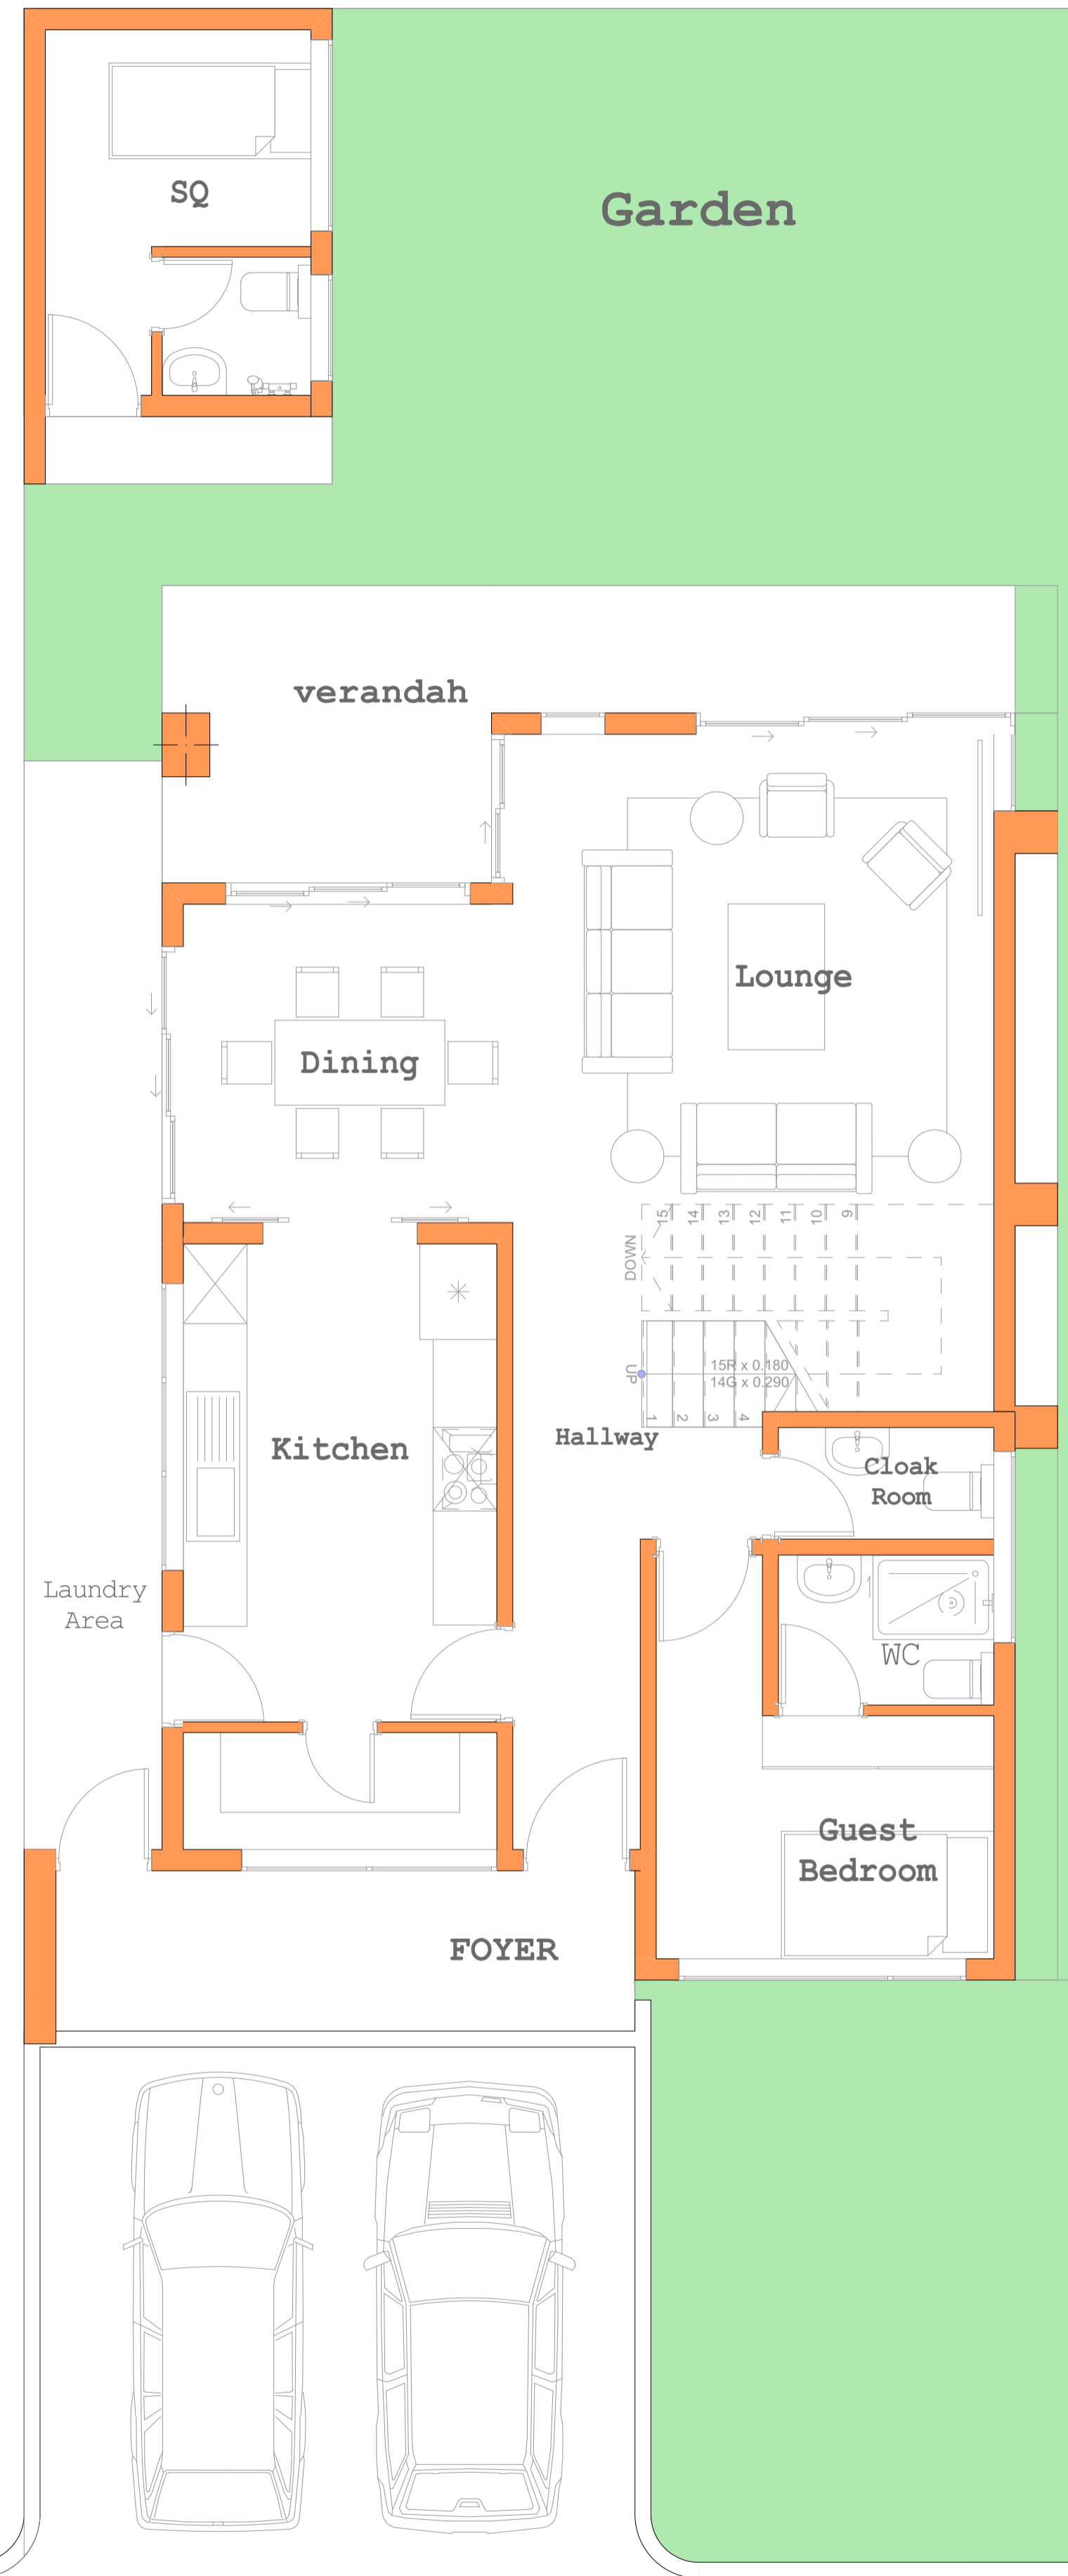 SQ
Garden
verandah
Lounge
Dining
15
14
13
12
11
10
9
DOWN
UP
15R x 0.180
14G x 0.290
1
2
3
4
Hallway
Kitchen
Cloak
Room
Laundry
Area
WC
Guest
Bedroom
FOYER